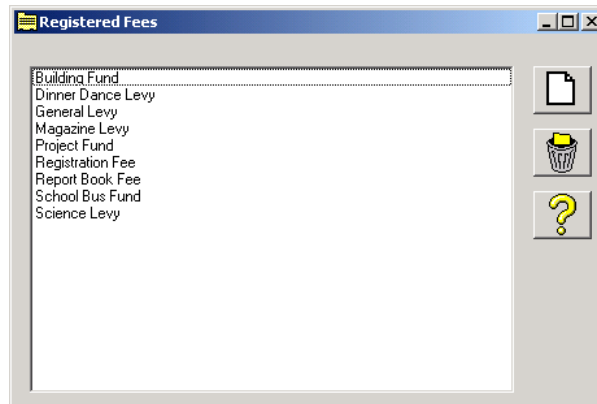 Registered Fees
Building Fund
Dinner Dance Levy
General Levy
Magazine Levy
Project Fund
Registration Fee
Report Book Fee
School Bus Fund
Science Levy